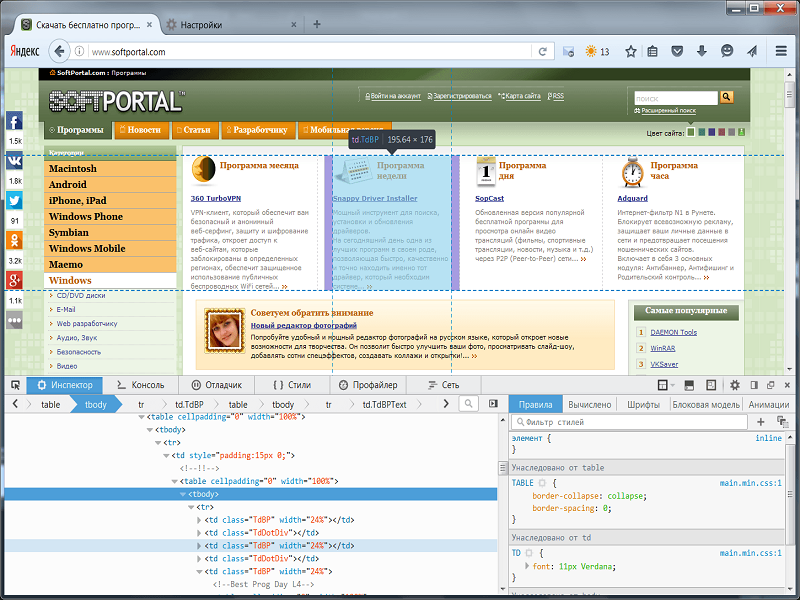 Скачать бесплатно прогр...
Настройки
Яндекс
www.softportal.com
13
SoftPortal.com : Программы
SOFTPORTAL
Войти на аккаунт
Зарегистрироваться
Карта сайта
RSS
поиск
Расширенный поиск
Программы
Новости
Статьи
Разработчику
Мобильная версия
Цвет сайта:
td.TdBP | 195.64 × 176
1.5k
1.8k
91
3.2k
1.1k
Категории
Macintosh
Android
iPhone, iPad
Windows Phone
Symbian
Windows Mobile
Maemo
Windows
CD/DVD диски
E-Mail
Web разработчику
Аудио, Звук
Безопасность
Видео
Программа месяца
360 TurboVPN
VPN-клиент, который обеспечит вам
безопасный и анонимный
веб-серфинг, защиту и шифрование
трафика, откроет доступ к
веб-сайтам, которые
заблокированы в определенных
регионах, обеспечит защищенное
использование публичных
беспроводных WiFi сетей...
Программа недели
Snappy Driver Installer
Мощный инструмент для поиска,
установки и обновления
драйверов.
На сегодняшний день одна из
лучших программ в своем роде,
позволяющая быстро, качественно
и точно находить именно тот
драйвер, который необходим
системе...
Программа дня
SopCast
Обновленная версия популярной
бесплатной программы для
просмотра онлайн видео
трансляций (фильмы, спортивные
трансляции, новости, музыка и т.д.)
через P2P (Peer-to-Peer) сети...
Программа часа
Adguard
Интернет-фильтр N1 в Рунете.
Блокирует всевозможную рекламу,
защищает ваши личные данные в
сети и предотвращает посещения
мошеннических сайтов.
Включает в себя 3 основных
модуля: Антибаннер, Антифишинг и
Родительский контроль...
Советуем обратить внимание
Новый редактор фотографий
Попробуйте удобный и мощный редактор фотографий на русском языке, который откроет новые
возможности для творчества. Он позволит быстро улучшить ваши фото, просматривать слайд-шоу,
добавлять сотни спецэффектов, создавать коллажи и открытки!...
Самые популярные
1 DAEMON Tools
2 WinRAR
3 VKSaver
Инспектор
Консоль
Отладчик
{ } Стили
Профайлер
Сеть
table
tbody
tr
td.TdBP
table
tbody
tr
td.TDBPText
Правила
Вычислено
Шрифты
Блоковая модель
Анимации
<table cellpadding="0" width="100%">
<tbody>
<tr>
<td style="padding:15px 0;">
<!--!!-->
<table cellpadding="0" width="100%">
<tbody>
<tr>
<td class="TdBP" width="24%"></td>
<td class="TdDotDiv"></td>
<td class="TdBP" width="24%"></td>
<td class="TdDotDiv"></td>
<td class="TdBP" width="24%">
<!--Best Prog Day L4-->
Фильтр стилей
элемент {
inline
}
Унаследовано от table
TABLE {
main.min.css:1
border-collapse: collapse;
border-spacing: 0;
}
Унаследовано от td
TD {
main.min.css:1
font: 11px Verdana;
}
Унаследовано от body